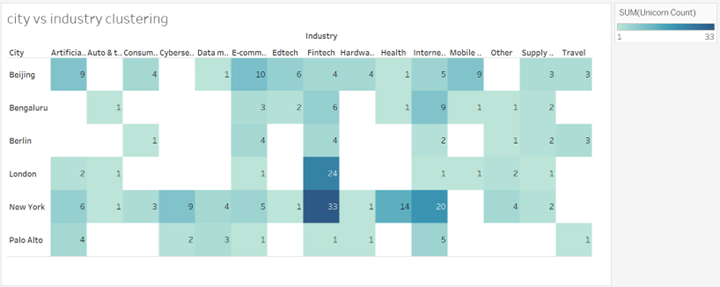 city vs industry clustering
SUM(Unicorn Count)
1 33
Industry
City Artificia.. Auto & t.. Consum.. Cyberse.. Data m.. E-comm.. Edtech Fintech Hardwa.. Health Interne.. Mobile .. Other Supply .. Travel
Beijing 9 4 1 10 6 4 4 1 5 9 3 3
Bengaluru 1 3 2 6 1 9 1 1 2
Berlin 1 4 4 2 1 2 3
London 2 1 1 24 1 1 2 1
New York 6 1 3 9 4 5 1 33 1 14 20 4 2
Palo Alto 4 2 3 1 1 1 5 1